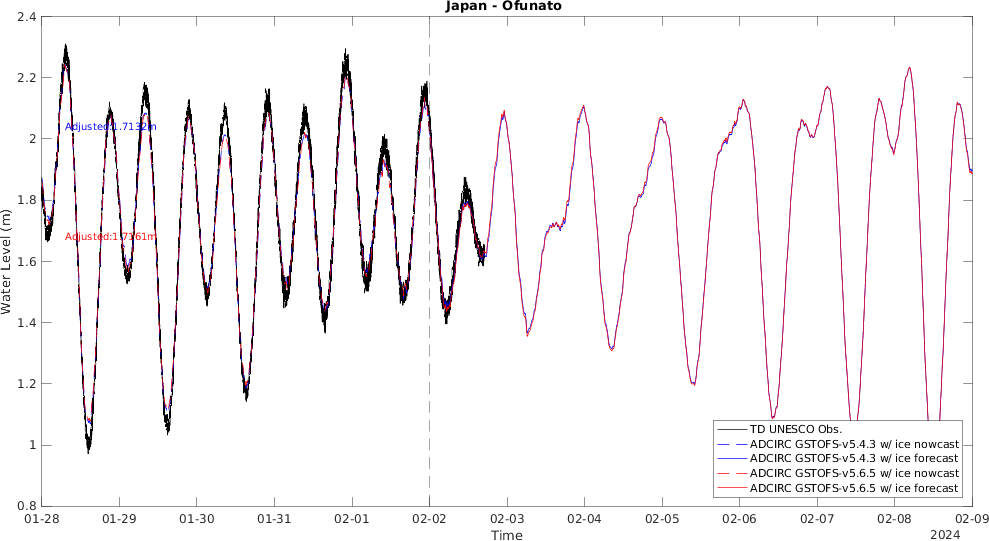 Japan - Ofunato
2.4
2.2
2
1.8
1.6
1.4
1.2
1
0.8
Water Level (m)
Adjusted:1.7132m
Adjusted:1.7161m
TD UNESCO Obs.
ADCIRC GSTOFS-v5.4.3 w/ ice nowcast
ADCIRC GSTOFS-v5.4.3 w/ ice forecast
ADCIRC GSTOFS-v5.6.5 w/ ice nowcast
ADCIRC GSTOFS-v5.6.5 w/ ice forecast
01-28 01-29 01-30 01-31 02-01 02-02 02-03 02-04 02-05 02-06 02-07 02-08 02-09
Time
2024